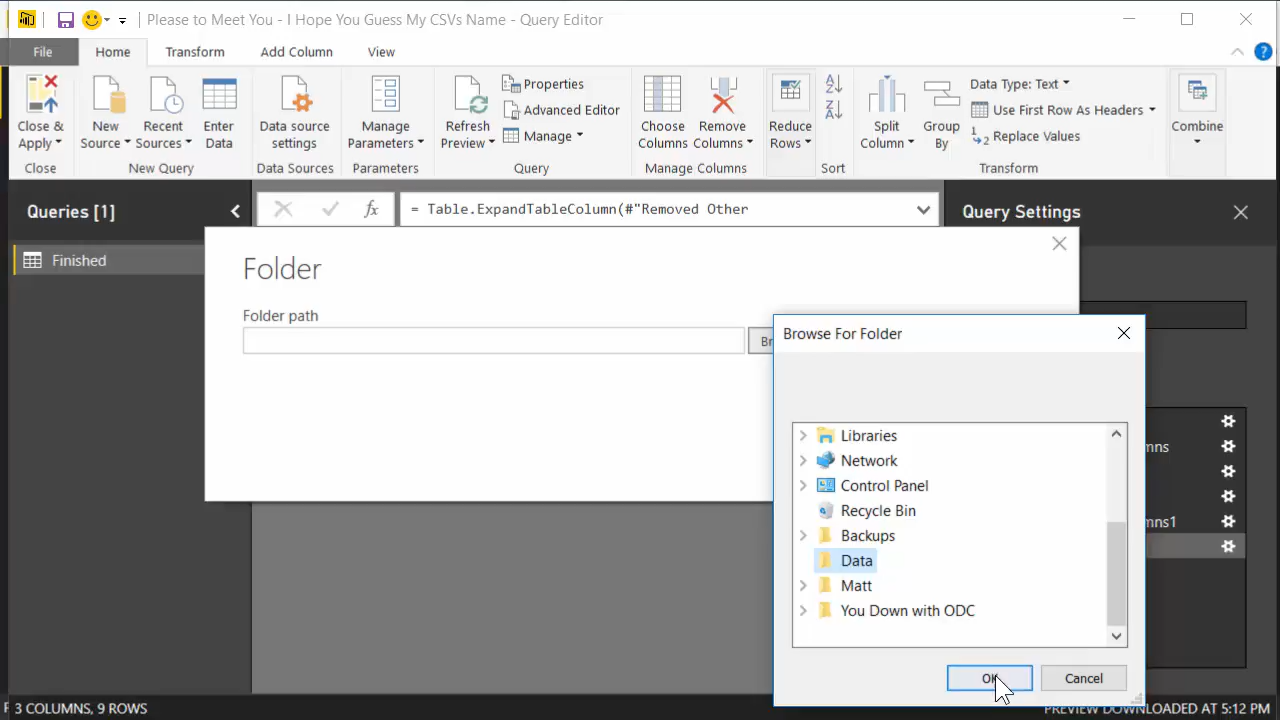 Please to Meet You - I Hope You Guess My CSVs Name - Query Editor
File Home Transform Add Column View
Close & Apply
New Source
Recent Sources
Enter Data
Data source settings
Manage Parameters
Refresh Preview
Properties
Advanced Editor
Manage
Choose Columns
Remove Columns
Reduce Rows
Split Column
Group By
Data Type: Text
Use First Row As Headers
Replace Values
Combine
Close
New Query
Data Sources
Parameters
Query
Manage Columns
Sort
Transform
Queries [1]
= Table.ExpandTableColumn(#"Removed Other
Query Settings
Finished
Folder
Folder path
Br
Browse For Folder
Libraries
Network
Control Panel
Recycle Bin
Backups
Data
Matt
You Down with ODC
mns
mns1
OK
Cancel
3 COLUMNS, 9 ROWS
PREVIEW DOWNLOADED AT 5:12 PM